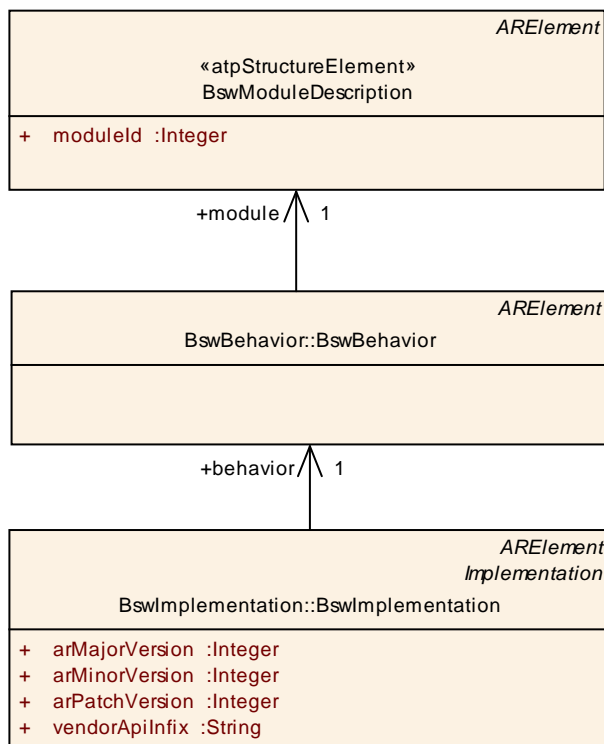 ARElement
«atpStructureElement»
BswModuleDescription
+ moduleId :Integer
+module 1
ARElement
BswBehavior::BswBehavior
+behavior 1
ARElement
Implementation
BswImplementation::BswImplementation
+ arMajorVersion :Integer
+ arMinorVersion :Integer
+ arPatchVersion :Integer
+ vendorApiInfix :String